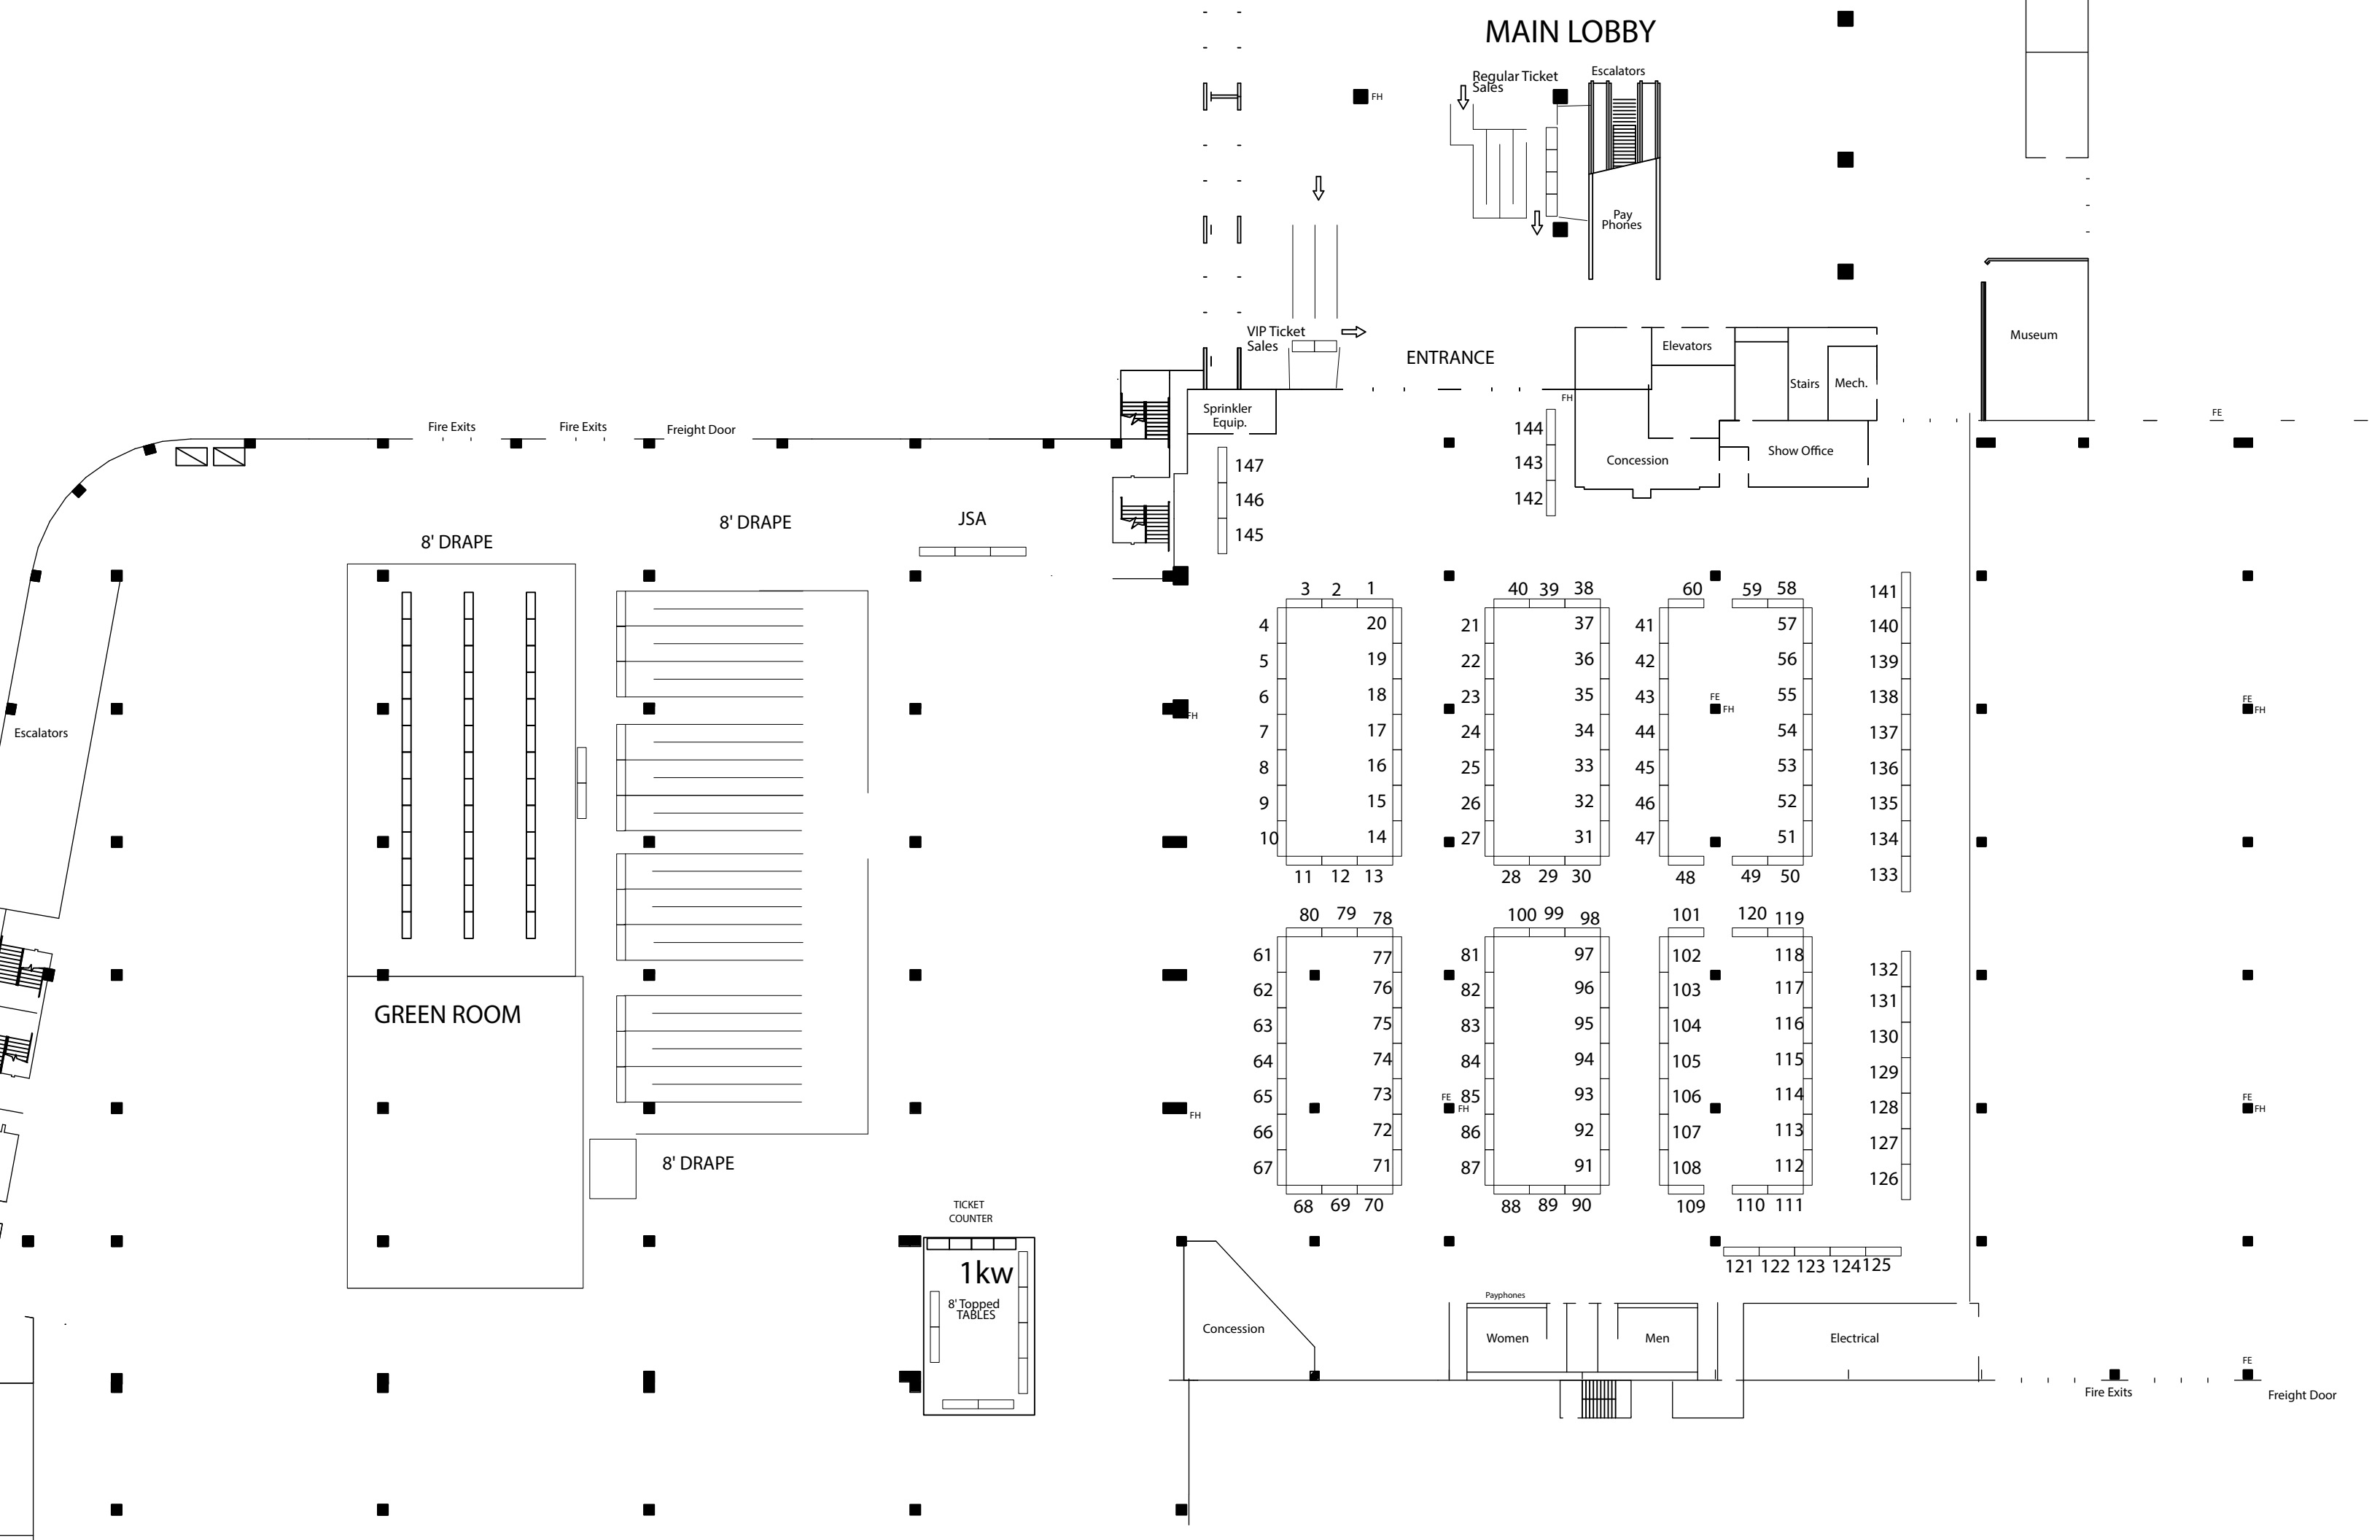 MAIN LOBBY
Regular Ticket
Sales
Escalators
FH
Pay
Phones
VIP Ticket
Sales
ENTRANCE
Elevators
Stairs
Mech.
Museum
FH
Sprinkler
Equip.
Concession
Show Office
FE
Fire Exits
Fire Exits
Freight Door
144
143
142
147
146
145
8' DRAPE
8' DRAPE
JSA
Escalators
GREEN ROOM
8' DRAPE
TICKET
COUNTER
1kw
8' Topped
TABLES
FH
FH
3 2 1
4 20
5 19
6 18
7 17
8 16
9 15
10 14
11 12 13
40 39 38
21 37
22 36
23 35
24 34
25 33
26 32
27 31
28 29 30
60 59 58
41 57
42 56
43 55
FE
FH
44 54
45 53
46 52
47 51
48 49 50
141
140
139
138
137
136
135
134
133
FE
FH
80 79 78
61 77
62 76
63 75
64 74
65 73
66 72
67 71
68 69 70
100 99 98
81 97
82 96
83 95
84 94
FE
FH
85 93
86 92
87 91
88 89 90
101 120 119
102 118
103 117
104 116
105 115
106 114
107 113
108 112
109 110 111
132
131
130
129
128
127
126
FE
FH
121 122 123 124 125
Concession
Payphones
Women
Men
Electrical
Fire Exits
FE
Freight Door